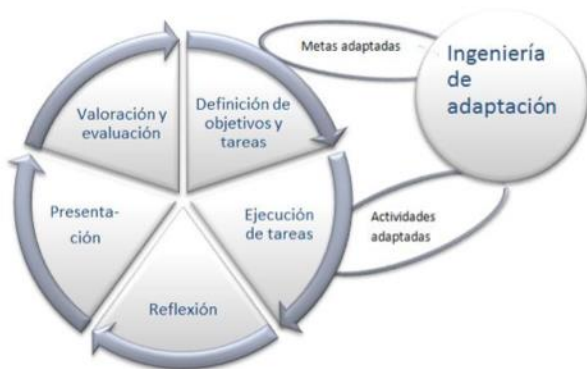 Metas adaptadas
Ingeniería
de
adaptación
Valoración y
evaluación
Definición de
objetivos y
tareas
Presenta-
ción
Ejecución
de tareas
Actividades
adaptadas
Reflexión